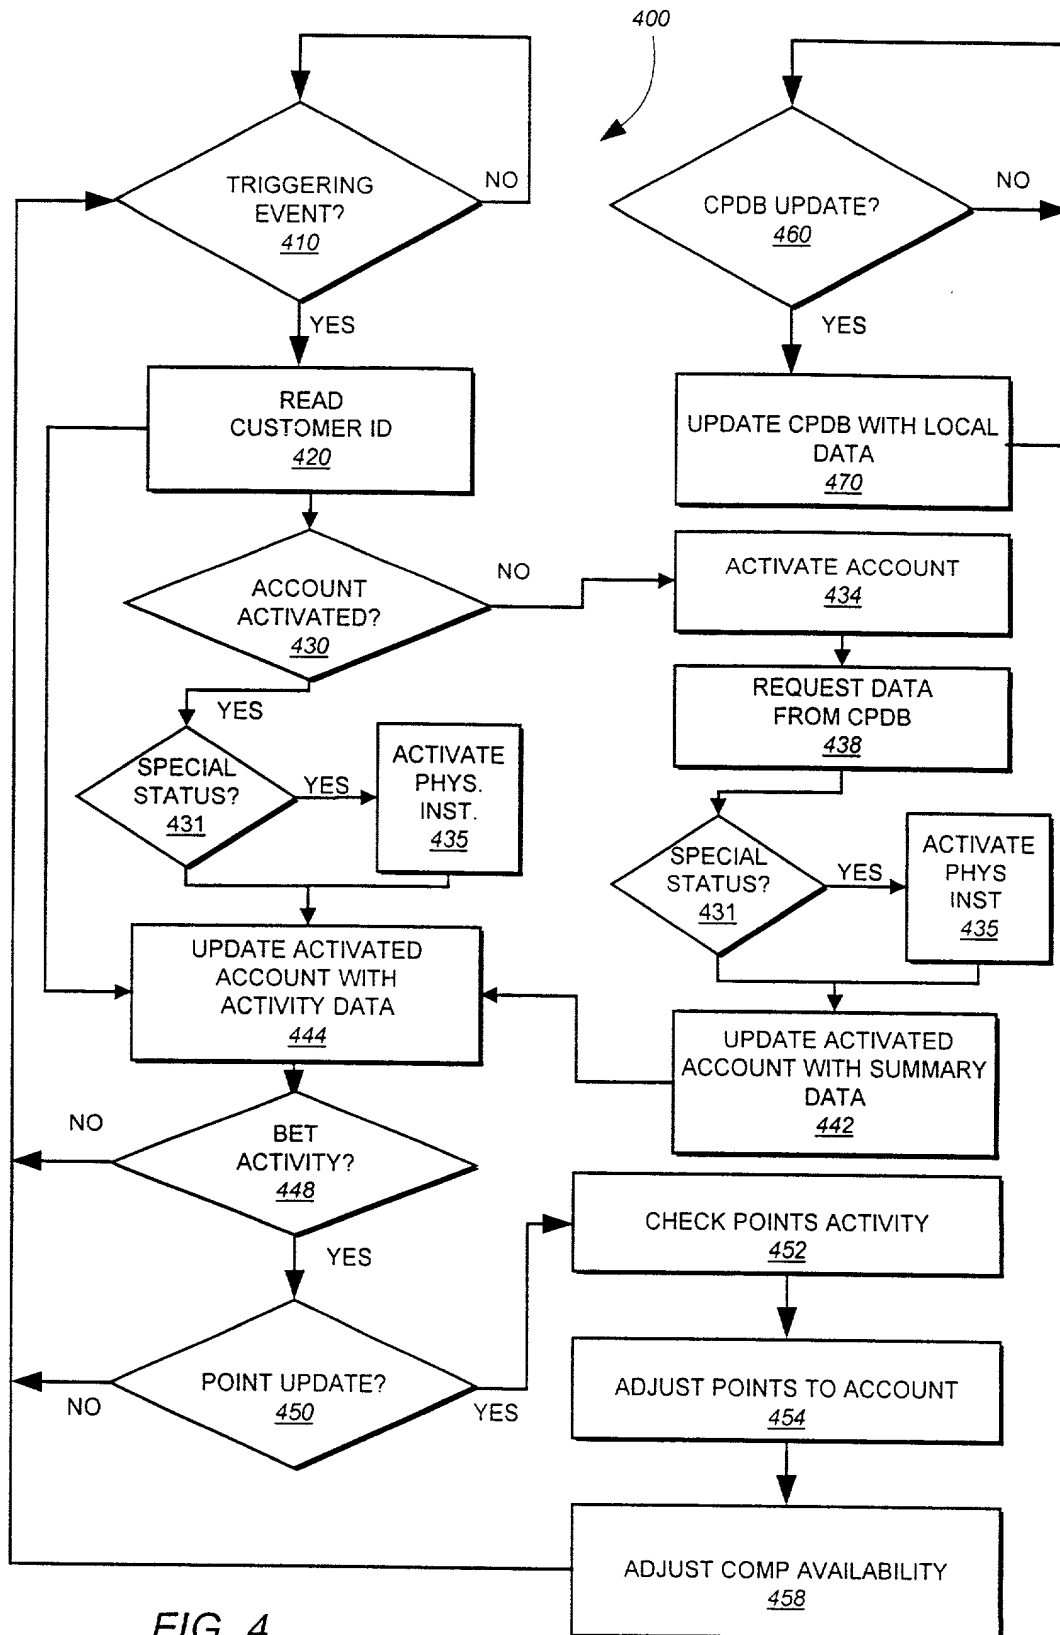 400
TRIGGERING
EVENT?
410
NO
YES
CPDB UPDATE?
460
NO
YES
READ
CUSTOMER ID
420
UPDATE CPDB WITH LOCAL
DATA
470
ACCOUNT
ACTIVATED?
430
NO
YES
ACTIVATE ACCOUNT
434
REQUEST DATA
FROM CPDB
438
SPECIAL
STATUS?
431
YES
ACTIVATE
PHYS.
INST.
435
SPECIAL
STATUS?
431
YES
ACTIVATE
PHYS
INST
435
UPDATE ACTIVATED
ACCOUNT WITH
ACTIVITY DATA
444
UPDATE ACTIVATED
ACCOUNT WITH SUMMARY
DATA
442
NO
BET
ACTIVITY?
448
YES
CHECK POINTS ACTIVITY
452
POINT UPDATE?
450
NO
YES
ADJUST POINTS TO ACCOUNT
454
ADJUST COMP AVAILABILITY
458
FIG. 4